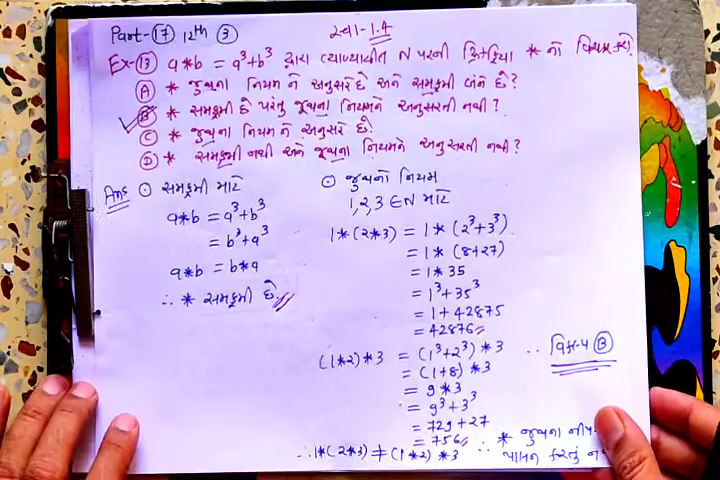 Part-17 12th ③
સ્વા-1.4
Ex-⑬ a*b = a³+b³ દ્વારા વ્યાખ્યાયીત N પરની ક્રિયા * નો વિચાર કરો.
Ⓐ * જુથના નિયમ ને અનુસરે છે અને સમક્રમી બંને છે?
Ⓑ * સમક્રમી છે પરંતુ જૂથના નિયમને અનુસરતી નથી?
Ⓒ * જુથના નિયમ ને અનુસરે છે?
Ⓓ * સમક્રમી નથી અને જૂથના નિયમને અનુસરતી નથી?
Ans ⊙ સમક્રમી માટે
a*b = a³+b³
= b³+a³
a*b = b*a
∴ * સમક્રમી છે.
⊙ જુથનો નિયમ
1,2,3 ∈ N માટે
1*(2*3) = 1*(2³+3³)
= 1*(8+27)
= 1*35
= 1³+35³
= 1+42875
= 42876
(1*2)*3 = (1³+2³)*3
= (1+8)*3
= 9*3
= 9³+3³
= 729+27
= 756
∴ 1*(2*3) ≠ (1*2)*3
∴ * જુથના
પાલન કરતું
∴ વિકલ્પ Ⓑ